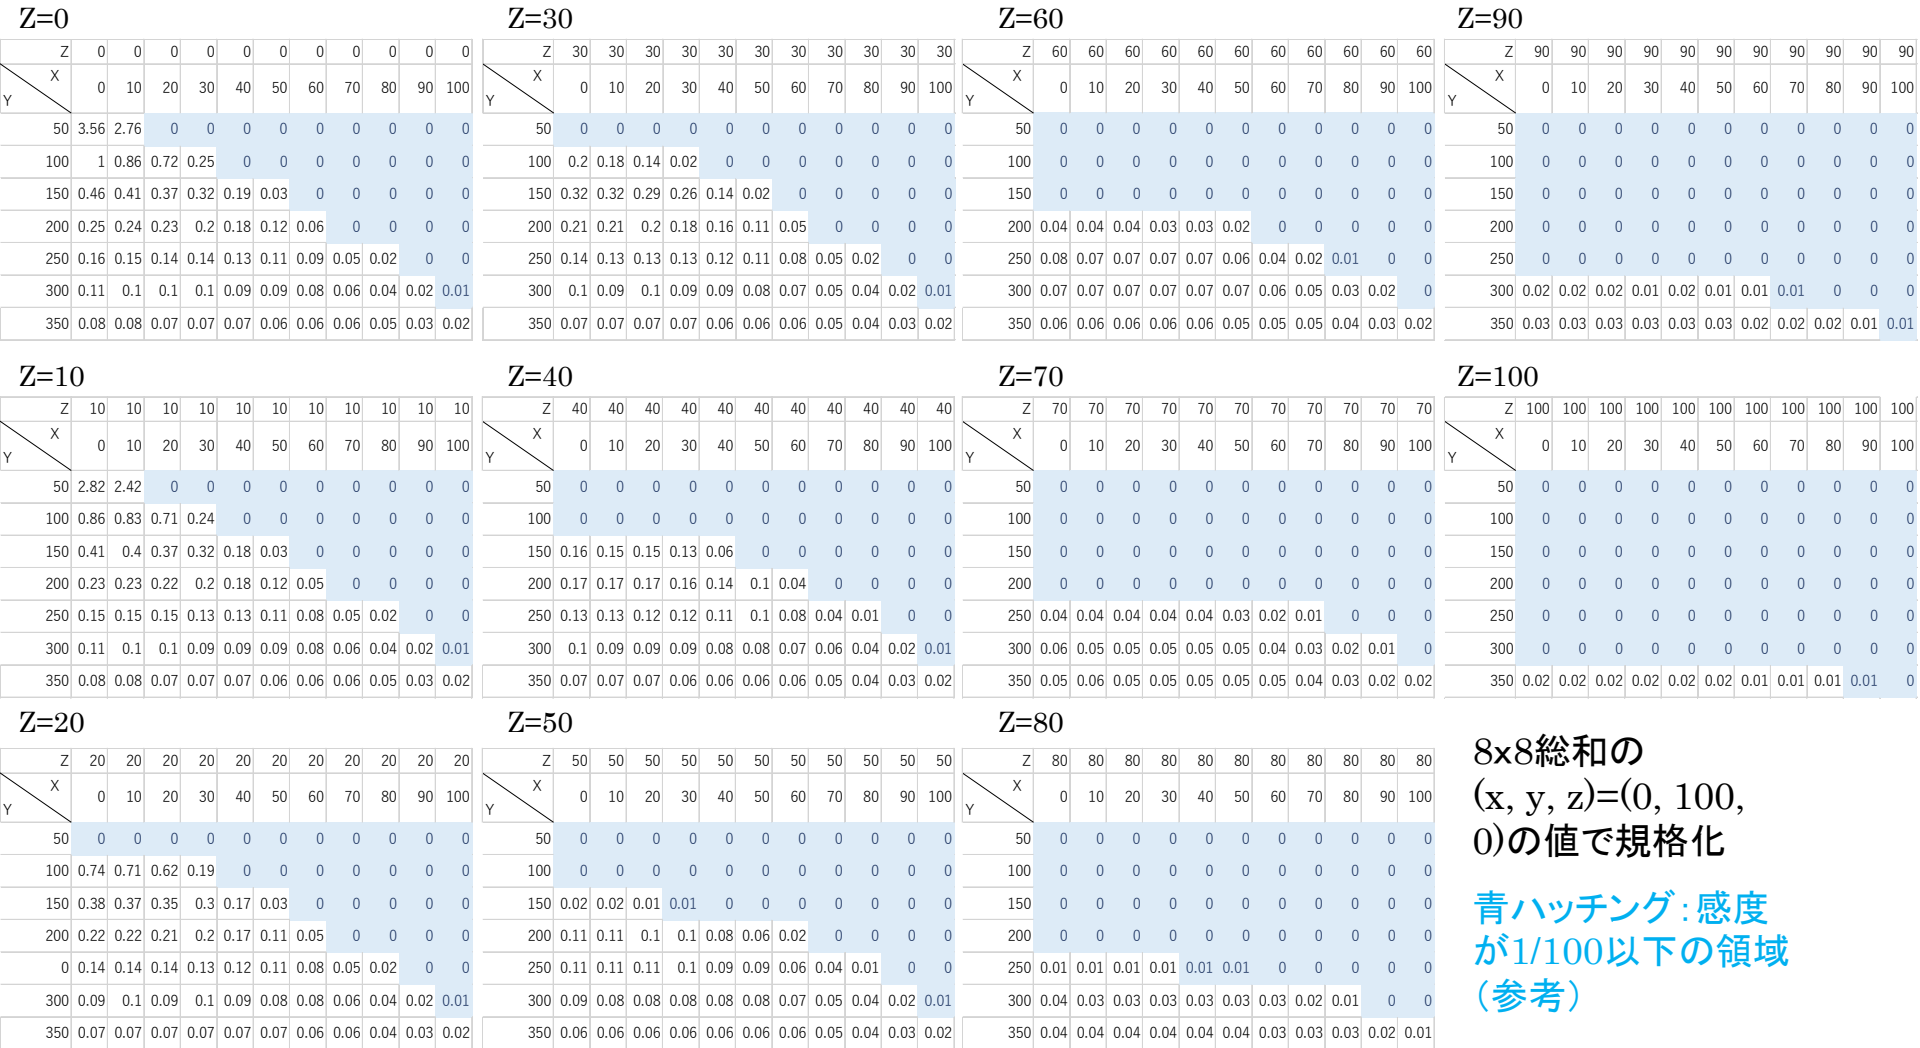 Z=0
Z 0 0 0 0 0 0 0 0 0 0 0
X
Y
0 10 20 30 40 50 60 70 80 90 100
50 3.56 2.76 0 0 0 0 0 0 0 0 0
100 1 0.86 0.72 0.25 0 0 0 0 0 0 0
150 0.46 0.41 0.37 0.32 0.19 0.03 0 0 0 0 0
200 0.25 0.24 0.23 0.2 0.18 0.12 0.06 0 0 0 0
250 0.16 0.15 0.14 0.14 0.13 0.11 0.09 0.05 0.02 0 0
300 0.11 0.1 0.1 0.1 0.09 0.09 0.08 0.06 0.04 0.02 0.01
350 0.08 0.08 0.07 0.07 0.07 0.06 0.06 0.06 0.05 0.03 0.02
Z=10
Z 10 10 10 10 10 10 10 10 10 10 10
X
Y
0 10 20 30 40 50 60 70 80 90 100
50 2.82 2.42 0 0 0 0 0 0 0 0 0
100 0.86 0.83 0.71 0.24 0 0 0 0 0 0 0
150 0.41 0.4 0.37 0.32 0.18 0.03 0 0 0 0 0
200 0.23 0.23 0.22 0.2 0.18 0.12 0.05 0 0 0 0
250 0.15 0.15 0.15 0.13 0.13 0.11 0.08 0.05 0.02 0 0
300 0.11 0.1 0.1 0.09 0.09 0.09 0.08 0.06 0.04 0.02 0.01
350 0.08 0.08 0.07 0.07 0.07 0.06 0.06 0.06 0.05 0.03 0.02
Z=20
Z 20 20 20 20 20 20 20 20 20 20 20
X
Y
0 10 20 30 40 50 60 70 80 90 100
50 0 0 0 0 0 0 0 0 0 0 0
100 0.74 0.71 0.62 0.19 0 0 0 0 0 0 0
150 0.38 0.37 0.35 0.3 0.17 0.03 0 0 0 0 0
200 0.22 0.22 0.21 0.2 0.17 0.11 0.05 0 0 0 0
0 0.14 0.14 0.14 0.13 0.12 0.11 0.08 0.05 0.02 0 0
300 0.09 0.1 0.09 0.1 0.09 0.08 0.08 0.06 0.04 0.02 0.01
350 0.07 0.07 0.07 0.07 0.07 0.07 0.06 0.06 0.04 0.03 0.02
Z=30
Z 30 30 30 30 30 30 30 30 30 30 30
X
Y
0 10 20 30 40 50 60 70 80 90 100
50 0 0 0 0 0 0 0 0 0 0 0
100 0.2 0.18 0.14 0.02 0 0 0 0 0 0 0
150 0.32 0.32 0.29 0.26 0.14 0.02 0 0 0 0 0
200 0.21 0.21 0.2 0.18 0.16 0.11 0.05 0 0 0 0
250 0.14 0.13 0.13 0.13 0.12 0.11 0.08 0.05 0.02 0 0
300 0.1 0.09 0.1 0.09 0.09 0.08 0.07 0.05 0.04 0.02 0.01
350 0.07 0.07 0.07 0.07 0.06 0.06 0.06 0.05 0.04 0.03 0.02
Z=40
Z 40 40 40 40 40 40 40 40 40 40 40
X
Y
0 10 20 30 40 50 60 70 80 90 100
50 0 0 0 0 0 0 0 0 0 0 0
100 0 0 0 0 0 0 0 0 0 0 0
150 0.16 0.15 0.15 0.13 0.06 0 0 0 0 0 0
200 0.17 0.17 0.17 0.16 0.14 0.1 0.04 0 0 0 0
250 0.13 0.13 0.12 0.12 0.11 0.1 0.08 0.04 0.01 0 0
300 0.1 0.09 0.09 0.09 0.08 0.08 0.07 0.06 0.04 0.02 0.01
350 0.07 0.07 0.07 0.06 0.06 0.06 0.06 0.05 0.04 0.03 0.02
Z=50
Z 50 50 50 50 50 50 50 50 50 50 50
X
Y
0 10 20 30 40 50 60 70 80 90 100
50 0 0 0 0 0 0 0 0 0 0 0
100 0 0 0 0 0 0 0 0 0 0 0
150 0.02 0.02 0.01 0.01 0 0 0 0 0 0 0
200 0.11 0.11 0.1 0.1 0.08 0.06 0.02 0 0 0 0
250 0.11 0.11 0.11 0.1 0.09 0.09 0.06 0.04 0.01 0 0
300 0.09 0.08 0.08 0.08 0.08 0.08 0.07 0.05 0.04 0.02 0.01
350 0.06 0.06 0.06 0.06 0.06 0.06 0.06 0.05 0.04 0.03 0.02
Z=60
Z 60 60 60 60 60 60 60 60 60 60 60
X
Y
0 10 20 30 40 50 60 70 80 90 100
50 0 0 0 0 0 0 0 0 0 0 0
100 0 0 0 0 0 0 0 0 0 0 0
150 0 0 0 0 0 0 0 0 0 0 0
200 0.04 0.04 0.04 0.03 0.03 0.02 0 0 0 0 0
250 0.08 0.07 0.07 0.07 0.07 0.06 0.04 0.02 0.01 0 0
300 0.07 0.07 0.07 0.07 0.07 0.07 0.06 0.05 0.03 0.02 0
350 0.06 0.06 0.06 0.06 0.06 0.05 0.05 0.05 0.04 0.03 0.02
Z=70
Z 70 70 70 70 70 70 70 70 70 70 70
X
Y
0 10 20 30 40 50 60 70 80 90 100
50 0 0 0 0 0 0 0 0 0 0 0
100 0 0 0 0 0 0 0 0 0 0 0
150 0 0 0 0 0 0 0 0 0 0 0
200 0 0 0 0 0 0 0 0 0 0 0
250 0.04 0.04 0.04 0.04 0.04 0.03 0.02 0.01 0 0 0
300 0.06 0.05 0.05 0.05 0.05 0.05 0.04 0.03 0.02 0.01 0
350 0.05 0.06 0.05 0.05 0.05 0.05 0.05 0.04 0.03 0.02 0.02
Z=80
Z 80 80 80 80 80 80 80 80 80 80 80
X
Y
0 10 20 30 40 50 60 70 80 90 100
50 0 0 0 0 0 0 0 0 0 0 0
100 0 0 0 0 0 0 0 0 0 0 0
150 0 0 0 0 0 0 0 0 0 0 0
200 0 0 0 0 0 0 0 0 0 0 0
250 0.01 0.01 0.01 0.01 0.01 0.01 0 0 0 0 0
300 0.04 0.03 0.03 0.03 0.03 0.03 0.03 0.02 0.01 0 0
350 0.04 0.04 0.04 0.04 0.04 0.04 0.03 0.03 0.03 0.02 0.01
Z=90
Z 90 90 90 90 90 90 90 90 90 90 90
X
Y
0 10 20 30 40 50 60 70 80 90 100
50 0 0 0 0 0 0 0 0 0 0 0
100 0 0 0 0 0 0 0 0 0 0 0
150 0 0 0 0 0 0 0 0 0 0 0
200 0 0 0 0 0 0 0 0 0 0 0
250 0 0 0 0 0 0 0 0 0 0 0
300 0.02 0.02 0.02 0.01 0.02 0.01 0.01 0.01 0 0 0
350 0.03 0.03 0.03 0.03 0.03 0.03 0.02 0.02 0.02 0.01 0.01
Z=100
Z 100 100 100 100 100 100 100 100 100 100 100
X
Y
0 10 20 30 40 50 60 70 80 90 100
50 0 0 0 0 0 0 0 0 0 0 0
100 0 0 0 0 0 0 0 0 0 0 0
150 0 0 0 0 0 0 0 0 0 0 0
200 0 0 0 0 0 0 0 0 0 0 0
250 0 0 0 0 0 0 0 0 0 0 0
300 0 0 0 0 0 0 0 0 0 0 0
350 0.02 0.02 0.02 0.02 0.02 0.02 0.01 0.01 0.01 0.01 0
8x8総和の
(x, y, z)=(0, 100,
0)の値で規格化
青ハッチング：感度
が1/100以下の領域
（参考）